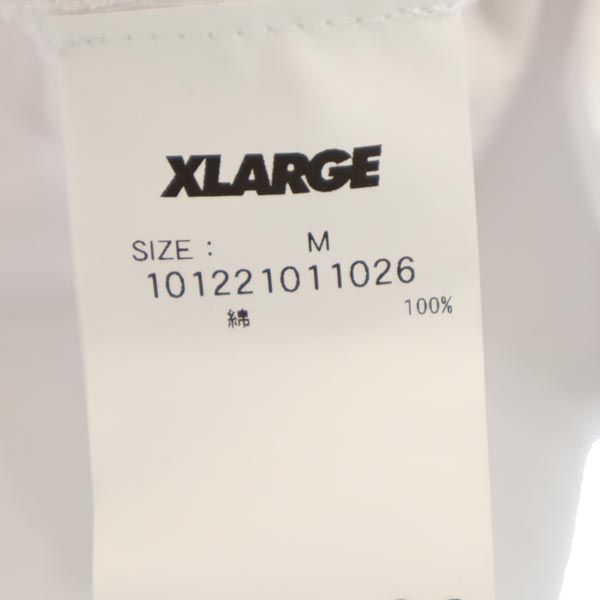 XLARGE
SIZE : M
101221011026
綿 100%